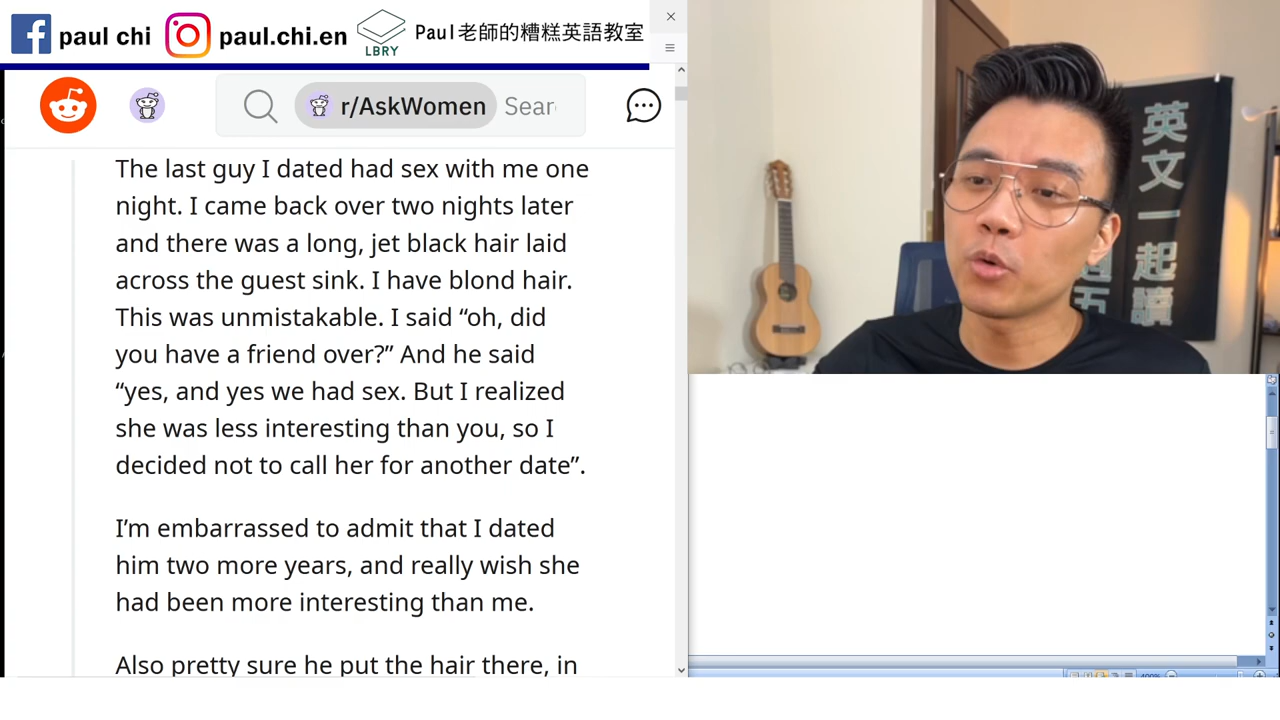 paul chi
paul.chi.en
LBRY
Paul老師的糟糕英語教室
r/AskWomen
Sear
The last guy I dated had sex with me one
night. I came back over two nights later
and there was a long, jet black hair laid
across the guest sink. I have blond hair.
This was unmistakable. I said “oh, did
you have a friend over?” And he said
“yes, and yes we had sex. But I realized
she was less interesting than you, so I
decided not to call her for another date”.
I’m embarrassed to admit that I dated
him two more years, and really wish she
had been more interesting than me.
Also pretty sure he put the hair there, in
英文一起讀
週五